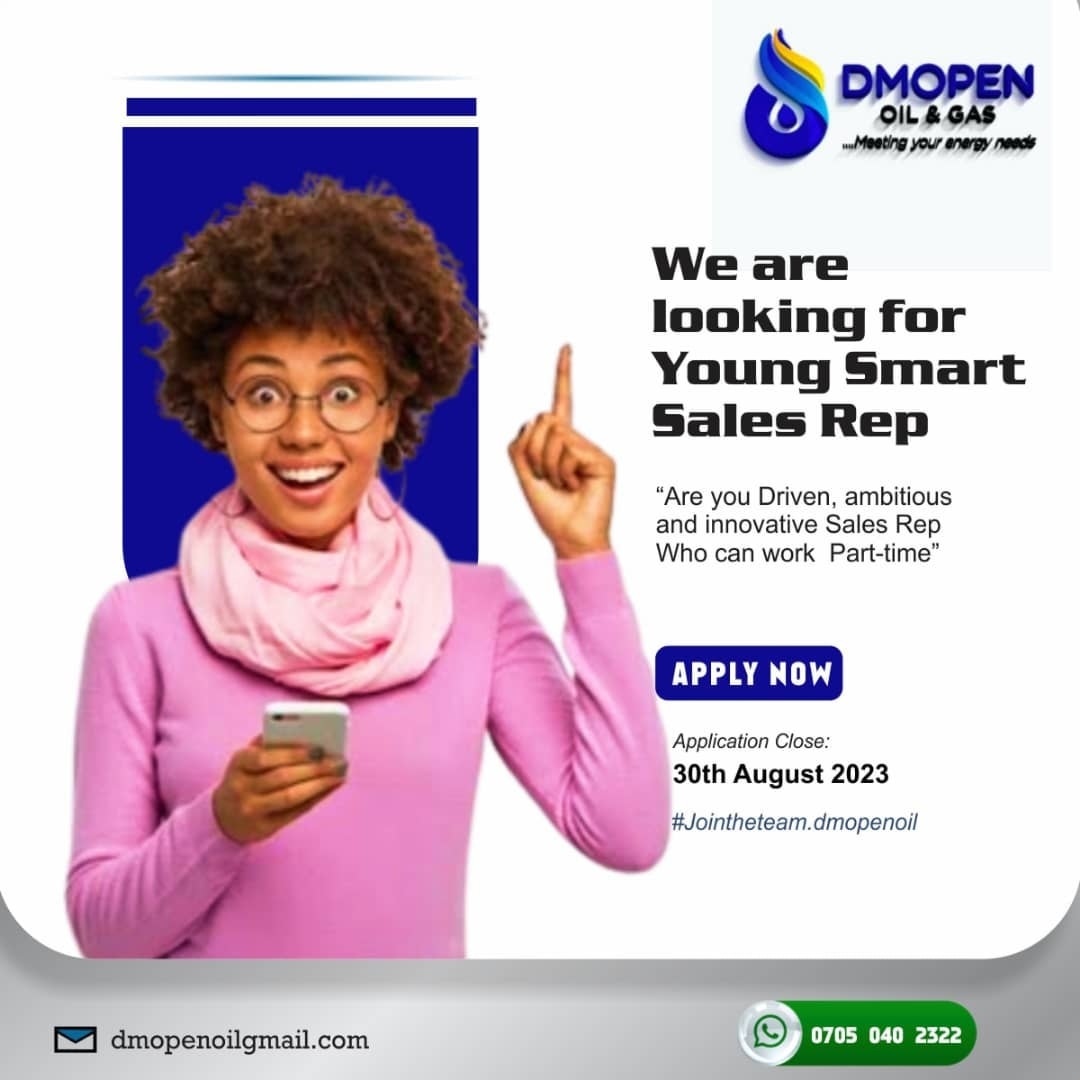 DMOPEN
OIL & GAS
....Meeting your energy needs
We are
looking for
Young Smart
Sales Rep
“Are you Driven, ambitious
and innovative Sales Rep
Who can work Part-time”
APPLY NOW
Application Close:
30th August 2023
#Jointheteam.dmopenoil
dmopenoilgmail.com
0705 040 2322